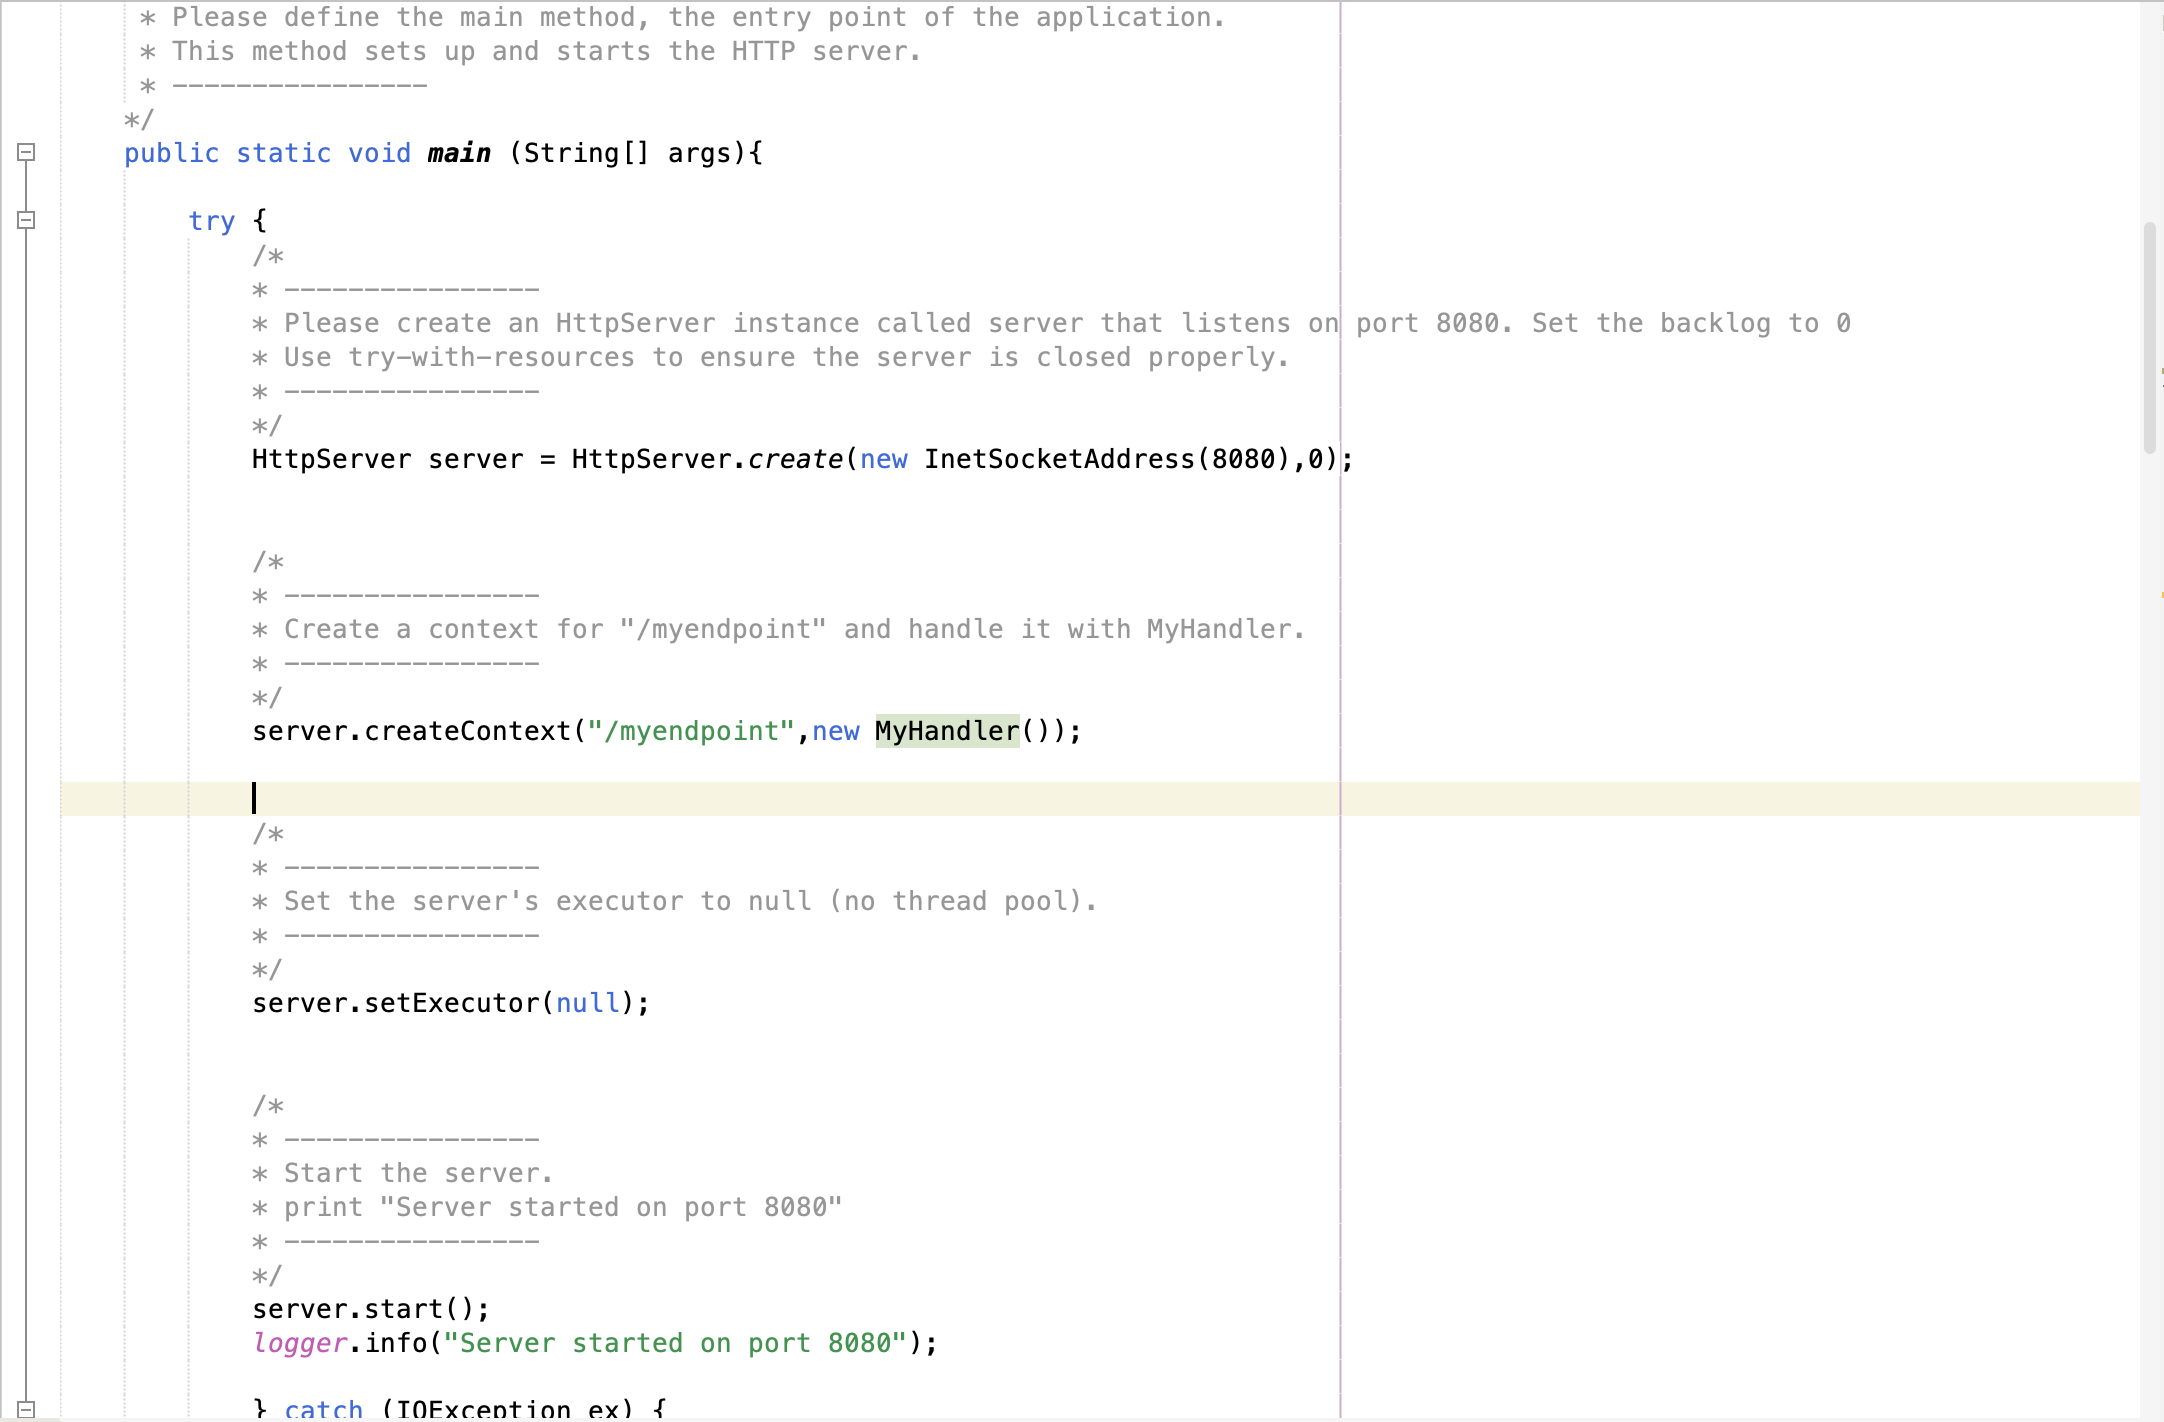 * Please define the main method, the entry point of the application.
* This method sets up and starts the HTTP server.
* ----------------
*/
public static void main (String[] args){
try {
/*
* ----------------
* Please create an HttpServer instance called server that listens on port 8080. Set the backlog to 0
* Use try-with-resources to ensure the server is closed properly.
* ----------------
*/
HttpServer server = HttpServer.create(new InetSocketAddress(8080),0);
/*
* ----------------
* Create a context for "/myendpoint" and handle it with MyHandler.
* ----------------
*/
server.createContext("/myendpoint",new MyHandler());
/*
* ----------------
* Set the server's executor to null (no thread pool).
* ----------------
*/
server.setExecutor(null);
/*
* ----------------
* Start the server.
* print "Server started on port 8080"
* ----------------
*/
server.start();
logger.info("Server started on port 8080");
} catch (IOException ex) {